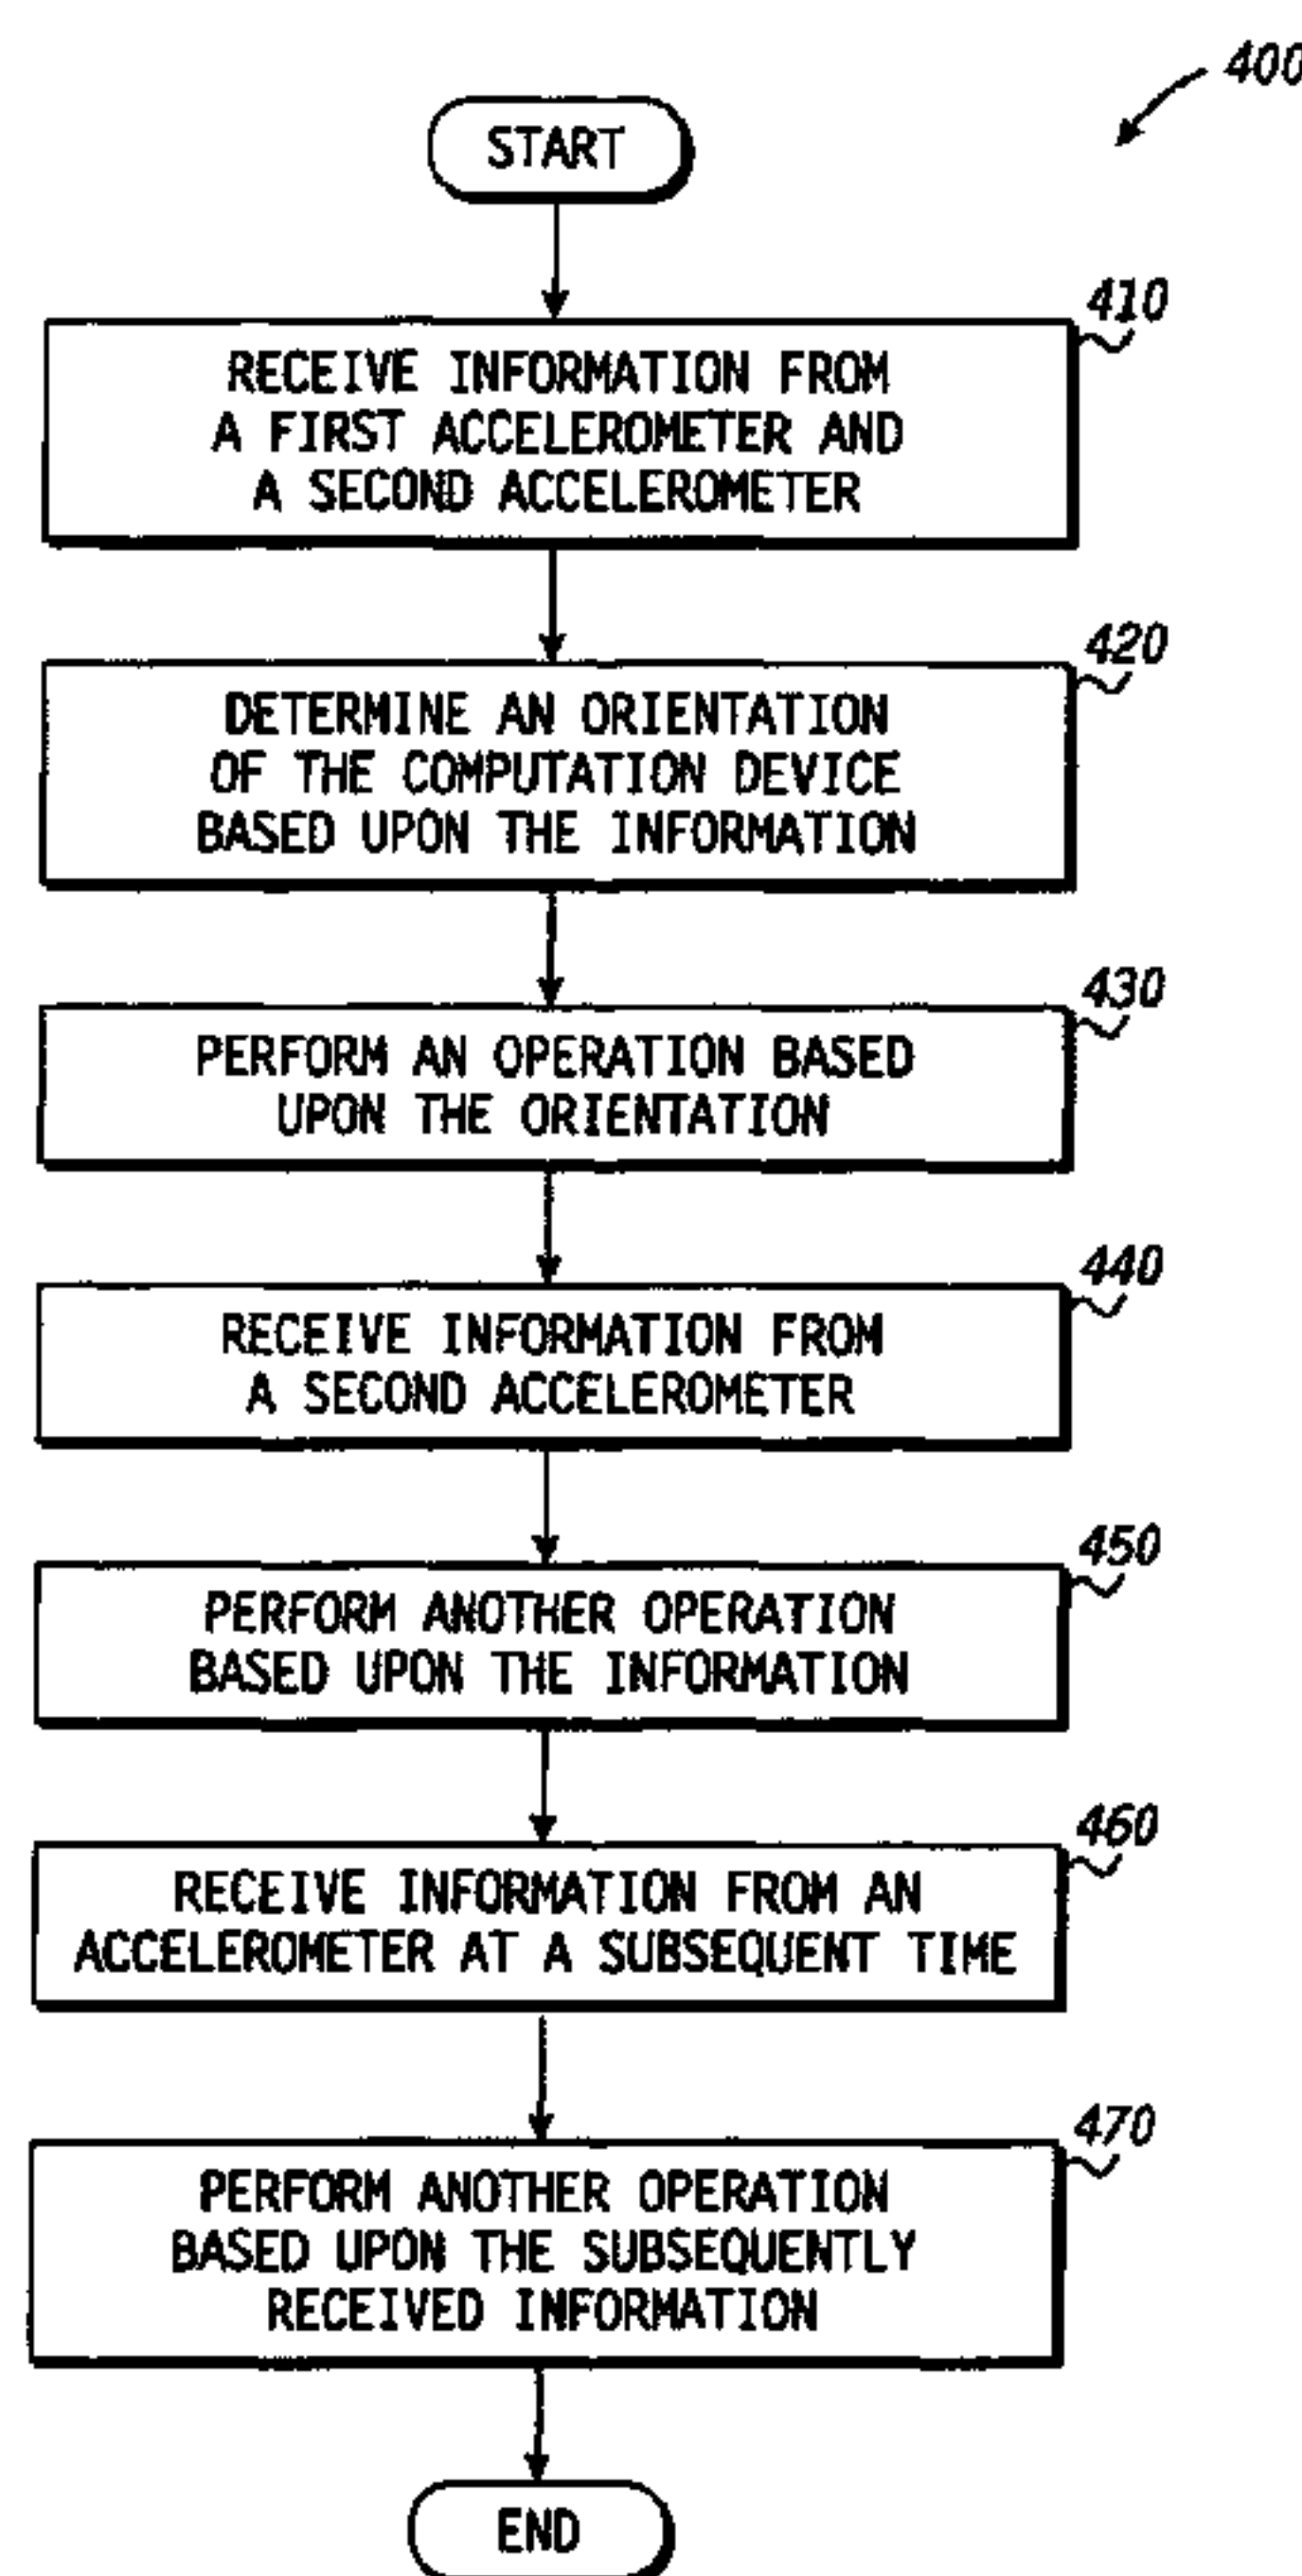 400
START
410
RECEIVE INFORMATION FROM
A FIRST ACCELEROMETER AND
A SECOND ACCELEROMETER
420
DETERMINE AN ORIENTATION
OF THE COMPUTATION DEVICE
BASED UPON THE INFORMATION
430
PERFORM AN OPERATION BASED
UPON THE ORIENTATION
440
RECEIVE INFORMATION FROM
A SECOND ACCELEROMETER
450
PERFORM ANOTHER OPERATION
BASED UPON THE INFORMATION
460
RECEIVE INFORMATION FROM AN
ACCELEROMETER AT A SUBSEQUENT TIME
470
PERFORM ANOTHER OPERATION
BASED UPON THE SUBSEQUENTLY
RECEIVED INFORMATION
END